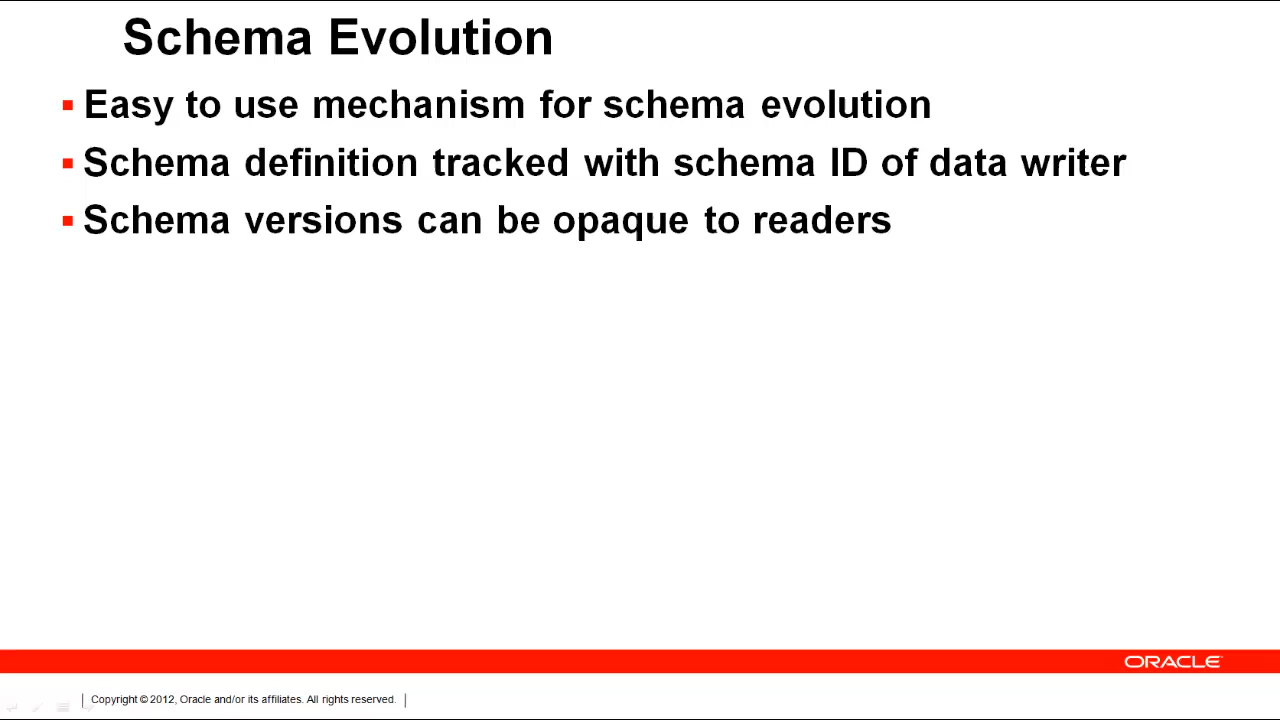 Schema Evolution
Easy to use mechanism for schema evolution
Schema definition tracked with schema ID of data writer
Schema versions can be opaque to readers
ORACLE
Copyright © 2012, Oracle and/or its affiliates. All rights reserved.